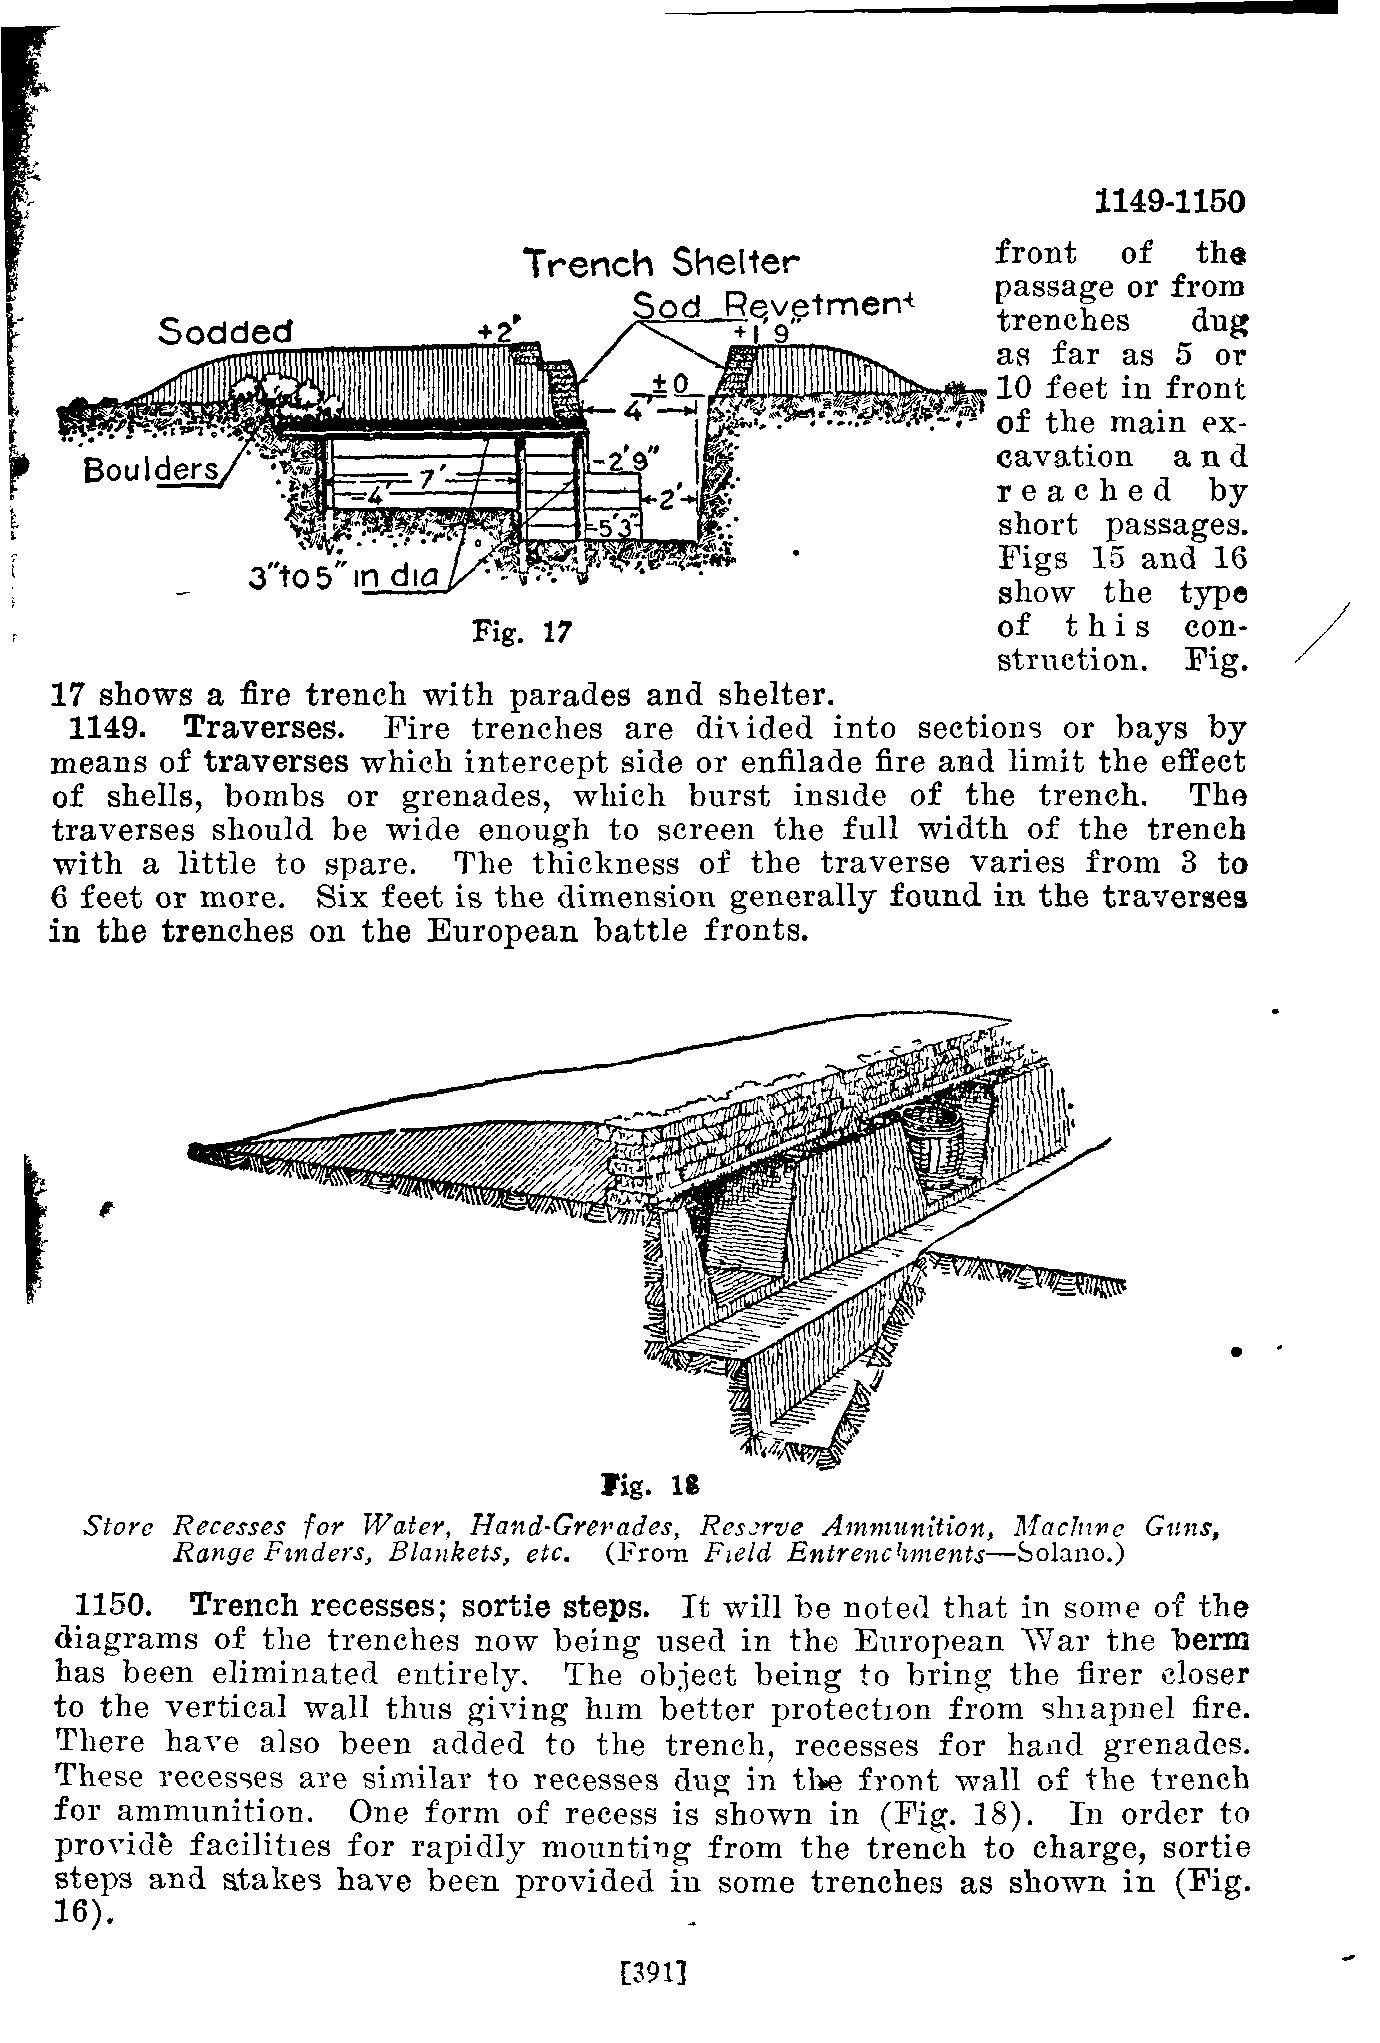 1149-1150
Trench Shelter
Sod Revetment
Sodded
+2'
+1'9"
±0
4'
Boulders
-2'9"
7'
-4'
2'
-5'3"
3"to5" in dia
Fig. 17
front of the
passage or from
trenches dug
as far as 5 or
10 feet in front
of the main ex-
cavation and
reached by
short passages.
Figs 15 and 16
show the type
of this con-
struction. Fig.
17 shows a fire trench with parades and shelter.
1149. Traverses. Fire trenches are divided into sections or bays by
means of traverses which intercept side or enfilade fire and limit the effect
of shells, bombs or grenades, which burst inside of the trench. The
traverses should be wide enough to screen the full width of the trench
with a little to spare. The thickness of the traverse varies from 3 to
6 feet or more. Six feet is the dimension generally found in the traverses
in the trenches on the European battle fronts.
Fig. 18
Store Recesses for Water, Hand-Grenades, Reserve Ammunition, Machine Guns,
Range Finders, Blankets, etc. (From Field Entrenchments—Solano.)
1150. Trench recesses; sortie steps. It will be noted that in some of the
diagrams of the trenches now being used in the European War the berm
has been eliminated entirely. The object being to bring the firer closer
to the vertical wall thus giving him better protection from shrapnel fire.
There have also been added to the trench, recesses for hand grenades.
These recesses are similar to recesses dug in the front wall of the trench
for ammunition. One form of recess is shown in (Fig. 18). In order to
provide facilities for rapidly mounting from the trench to charge, sortie
steps and stakes have been provided in some trenches as shown in (Fig.
16).
[391]